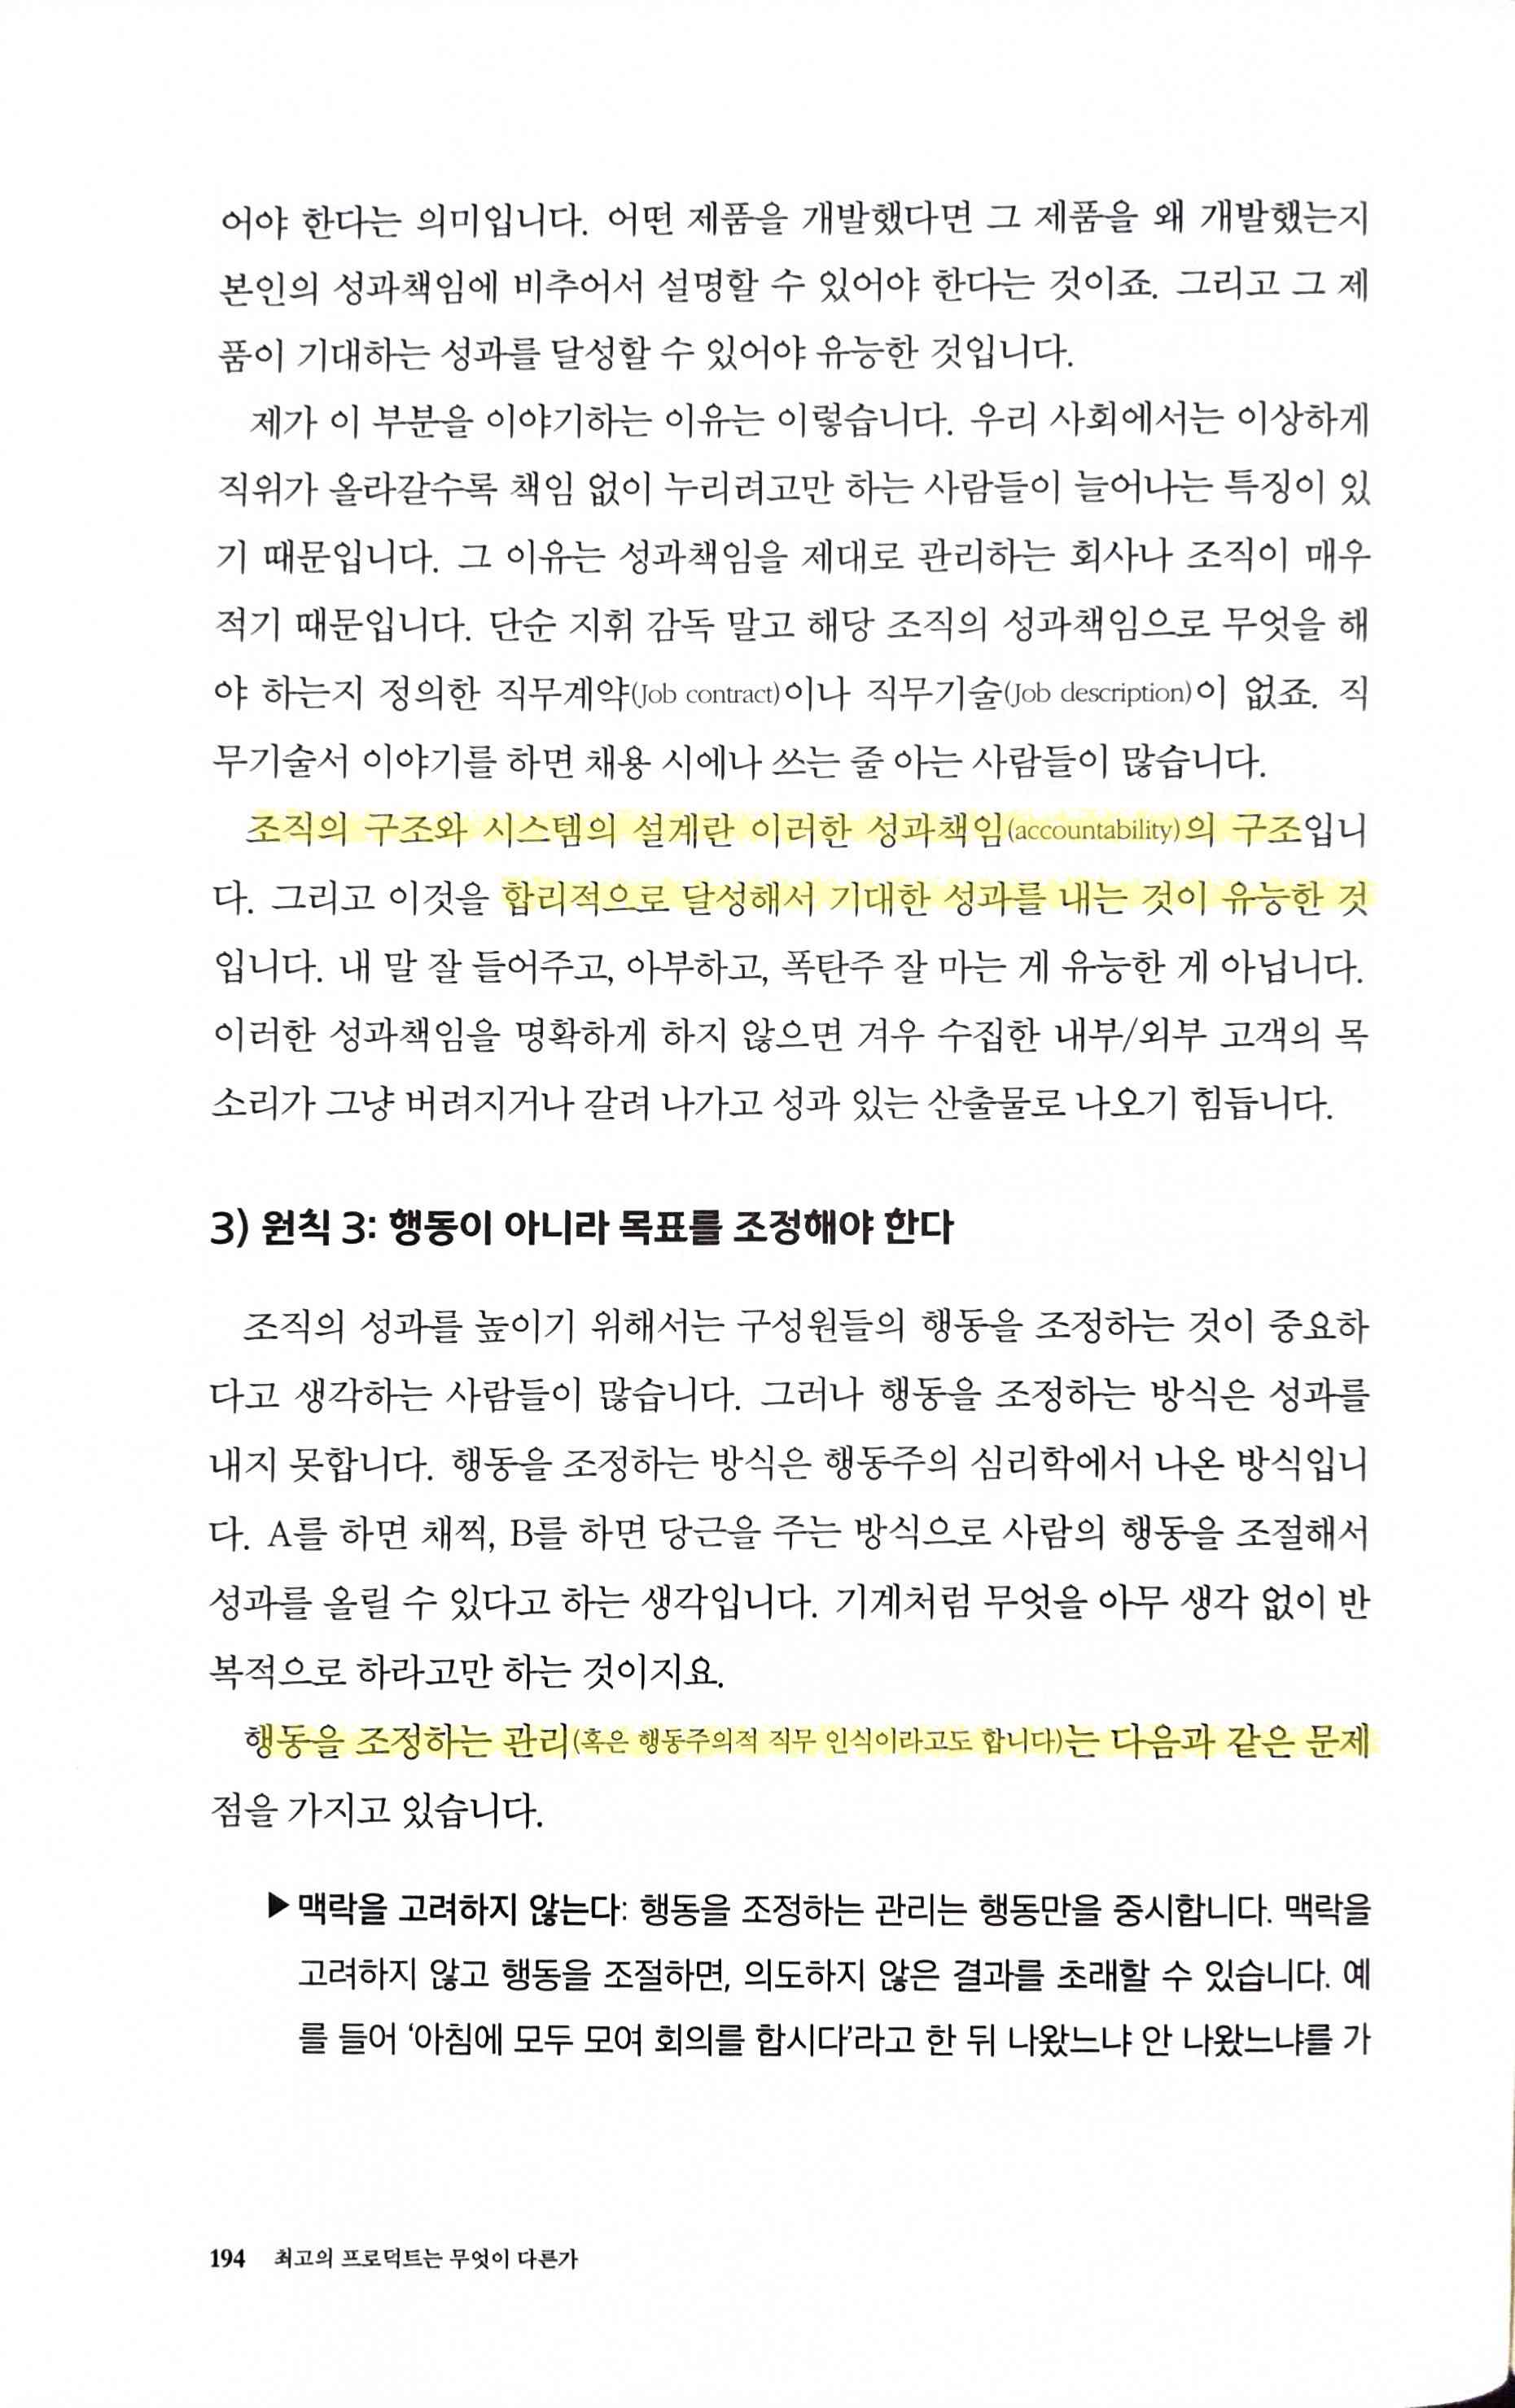 어야 한다는 의미입니다. 어떤 제품을 개발했다면 그 제품을 왜 개발했는지
본인의 성과책임에 비추어서 설명할 수 있어야 한다는 것이죠. 그리고 그 제
품이 기대하는 성과를 달성할 수 있어야 유능한 것입니다.
제가 이 부분을 이야기하는 이유는 이렇습니다. 우리 사회에서는 이상하게
직위가 올라갈수록 책임 없이 누리려고만 하는 사람들이 늘어나는 특징이 있
기 때문입니다. 그 이유는 성과책임을 제대로 관리하는 회사나 조직이 매우
적기 때문입니다. 단순 지휘 감독 말고 해당 조직의 성과책임으로 무엇을 해
야 하는지 정의한 직무계약(Job contract)이나 직무기술(Job description)이 없죠. 직
무기술서 이야기를 하면 채용 시에나 쓰는 줄 아는 사람들이 많습니다.
조직의 구조와 시스템의 설계란 이러한 성과책임(accountability)의 구조입니
다. 그리고 이것을 합리적으로 달성해서 기대한 성과를 내는 것이 유능한 것
입니다. 내 말 잘 들어주고, 아부하고, 폭탄주 잘 마는 게 유능한 게 아닙니다.
이러한 성과책임을 명확하게 하지 않으면 겨우 수집한 내부/외부 고객의 목
소리가 그냥 버려지거나 갈려 나가고 성과 있는 산출물로 나오기 힘듭니다.
3) 원칙 3: 행동이 아니라 목표를 조정해야 한다
조직의 성과를 높이기 위해서는 구성원들의 행동을 조정하는 것이 중요하
다고 생각하는 사람들이 많습니다. 그러나 행동을 조정하는 방식은 성과를
내지 못합니다. 행동을 조정하는 방식은 행동주의 심리학에서 나온 방식입니
다. A를 하면 채찍, B를 하면 당근을 주는 방식으로 사람의 행동을 조절해서
성과를 올릴 수 있다고 하는 생각입니다. 기계처럼 무엇을 아무 생각 없이 반
복적으로 하라고만 하는 것이지요.
행동을 조정하는 관리(혹은 행동주의적 직무 인식이라고도 합니다)는 다음과 같은 문제
점을 가지고 있습니다.
▶ 맥락을 고려하지 않는다: 행동을 조정하는 관리는 행동만을 중시합니다. 맥락을
고려하지 않고 행동을 조절하면, 의도하지 않은 결과를 초래할 수 있습니다. 예
를 들어 ‘아침에 모두 모여 회의를 합시다’라고 한 뒤 나왔느냐 안 나왔느냐를 가
194 최고의 프로덕트는 무엇이 다른가